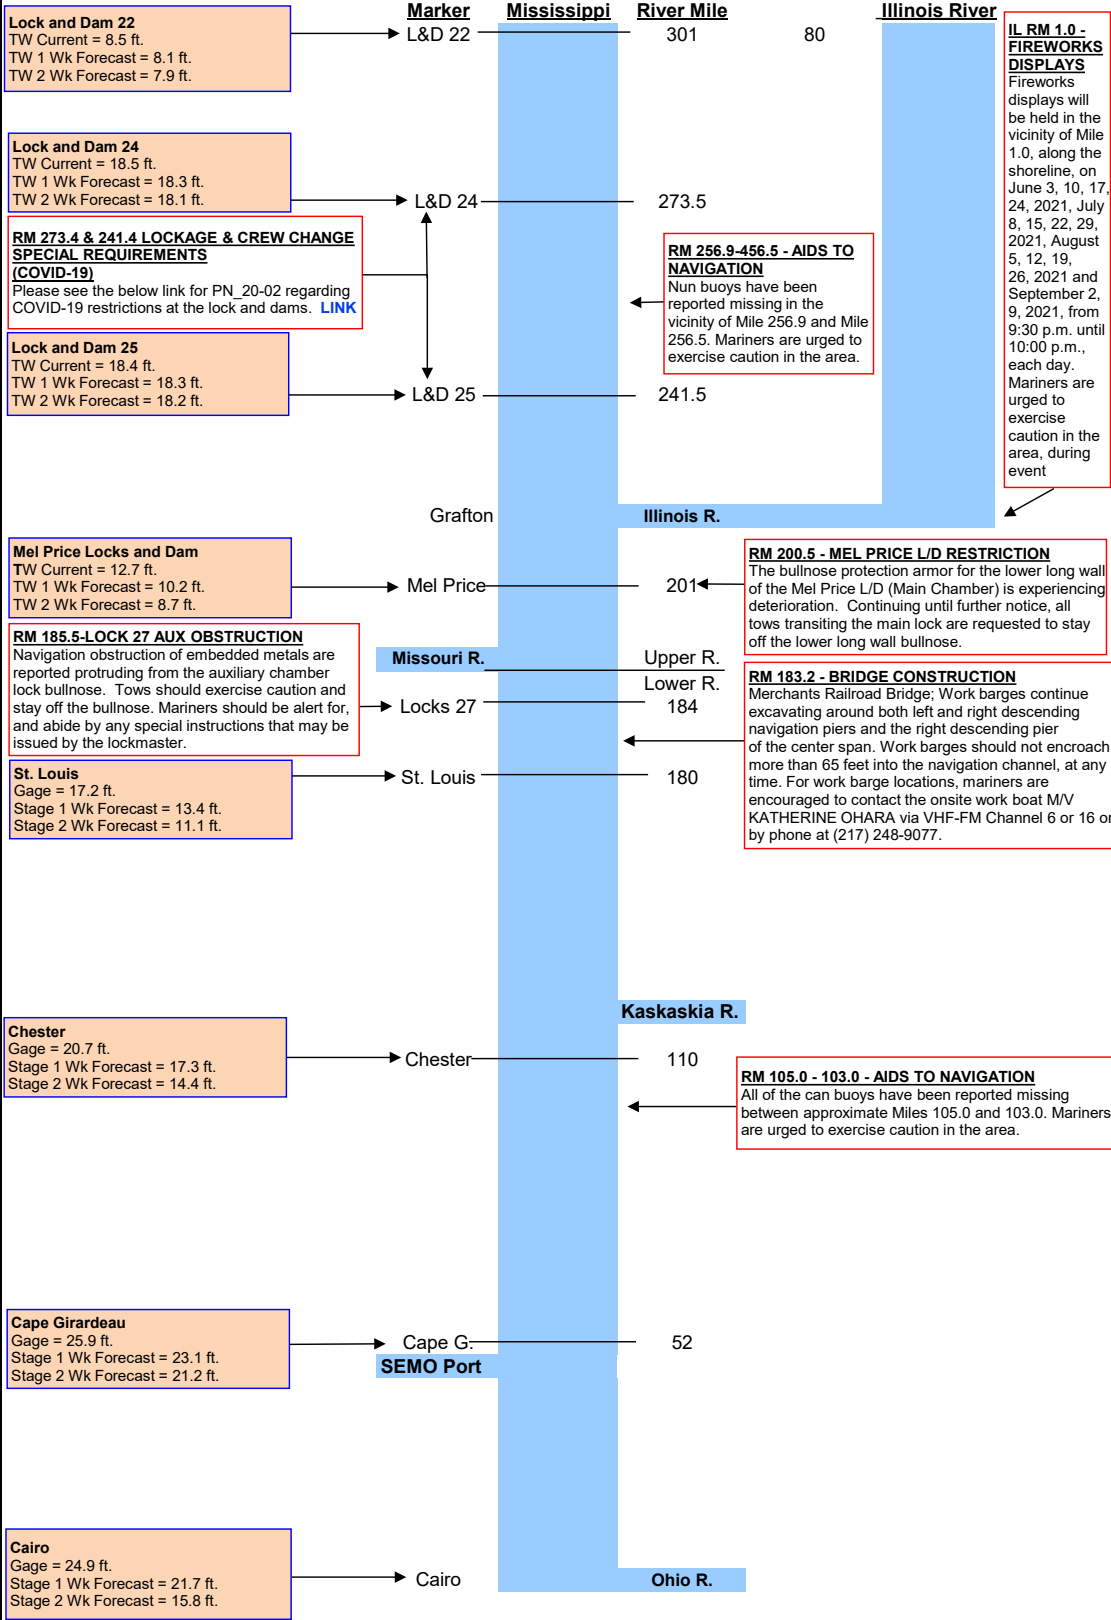 Marker Mississippi River Mile Illinois River
Lock and Dam 22
TW Current = 8.5 ft.
TW 1 Wk Forecast = 8.1 ft.
TW 2 Wk Forecast = 7.9 ft.
L&D 22 301 80
IL RM 1.0 -
FIREWORKS
DISPLAYS
Fireworks
displays will
be held in the
vicinity of Mile
1.0, along the
shoreline, on
June 3, 10, 17,
24, 2021, July
8, 15, 22, 29,
2021, August
5, 12, 19,
26, 2021 and
September 2,
9, 2021, from
9:30 p.m. until
10:00 p.m.,
each day.
Mariners are
urged to
exercise
caution in the
area, during
event
Lock and Dam 24
TW Current = 18.5 ft.
TW 1 Wk Forecast = 18.3 ft.
TW 2 Wk Forecast = 18.1 ft.
L&D 24 273.5
RM 273.4 & 241.4 LOCKAGE & CREW CHANGE
SPECIAL REQUIREMENTS
(COVID-19)
Please see the below link for PN_20-02 regarding
COVID-19 restrictions at the lock and dams. LINK
RM 256.9-456.5 - AIDS TO
NAVIGATION
Nun buoys have been
reported missing in the
vicinity of Mile 256.9 and Mile
256.5. Mariners are urged to
exercise caution in the area.
Lock and Dam 25
TW Current = 18.4 ft.
TW 1 Wk Forecast = 18.3 ft.
TW 2 Wk Forecast = 18.2 ft.
L&D 25 241.5
Grafton Illinois R.
Mel Price Locks and Dam
TW Current = 12.7 ft.
TW 1 Wk Forecast = 10.2 ft.
TW 2 Wk Forecast = 8.7 ft.
Mel Price 201
RM 200.5 - MEL PRICE L/D RESTRICTION
The bullnose protection armor for the lower long wall
of the Mel Price L/D (Main Chamber) is experiencing
deterioration. Continuing until further notice, all
tows transiting the main lock are requested to stay
off the lower long wall bullnose.
RM 185.5-LOCK 27 AUX OBSTRUCTION
Navigation obstruction of embedded metals are
reported protruding from the auxiliary chamber
lock bullnose. Tows should exercise caution and
stay off the bullnose. Mariners should be alert for,
and abide by any special instructions that may be
issued by the lockmaster.
Missouri R. Upper R.
Lower R.
Locks 27 184
RM 183.2 - BRIDGE CONSTRUCTION
Merchants Railroad Bridge; Work barges continue
excavating around both left and right descending
navigation piers and the right descending pier
of the center span. Work barges should not encroach
more than 65 feet into the navigation channel, at any
time. For work barge locations, mariners are
encouraged to contact the onsite work boat M/V
KATHERINE OHARA via VHF-FM Channel 6 or 16 or
by phone at (217) 248-9077.
St. Louis
Gage = 17.2 ft.
Stage 1 Wk Forecast = 13.4 ft.
Stage 2 Wk Forecast = 11.1 ft.
St. Louis 180
Kaskaskia R.
Chester
Gage = 20.7 ft.
Stage 1 Wk Forecast = 17.3 ft.
Stage 2 Wk Forecast = 14.4 ft.
Chester 110
RM 105.0 - 103.0 - AIDS TO NAVIGATION
All of the can buoys have been reported missing
between approximate Miles 105.0 and 103.0. Mariners
are urged to exercise caution in the area.
Cape Girardeau
Gage = 25.9 ft.
Stage 1 Wk Forecast = 23.1 ft.
Stage 2 Wk Forecast = 21.2 ft.
Cape G. 52
SEMO Port
Cairo
Gage = 24.9 ft.
Stage 1 Wk Forecast = 21.7 ft.
Stage 2 Wk Forecast = 15.8 ft.
Cairo Ohio R.